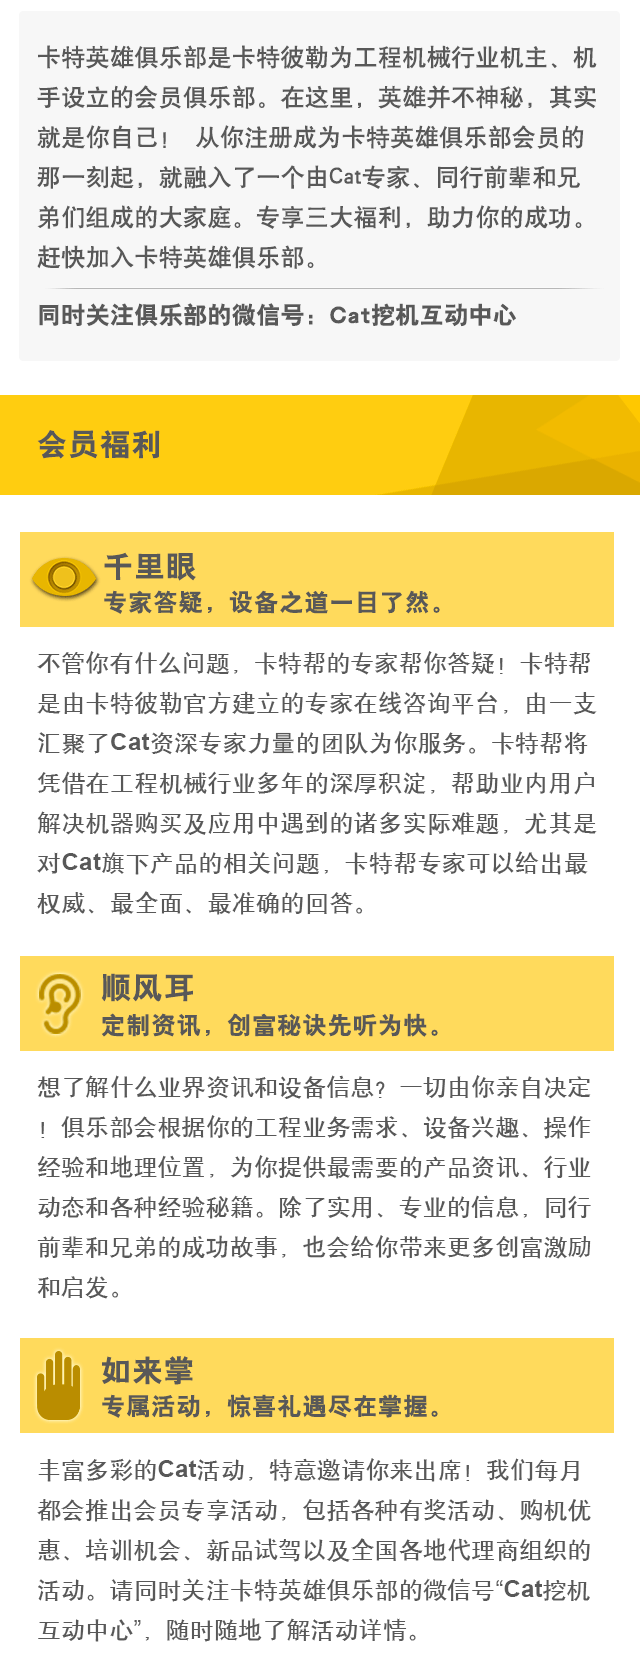 卡特英雄俱乐部是卡特彼勒为工程机械行业机主、机
手设立的会员俱乐部。在这里，英雄并不神秘，其实
就是你自己！ 从你注册成为卡特英雄俱乐部会员的
那一刻起，就融入了一个由Cat专家、同行前辈和兄
弟们组成的大家庭。专享三大福利，助力你的成功。
赶快加入卡特英雄俱乐部。
同时关注俱乐部的微信号：Cat挖机互动中心
会员福利
千里眼
专家答疑，设备之道一目了然。
不管你有什么问题，卡特帮的专家帮你答疑！卡特帮
是由卡特彼勒官方建立的专家在线咨询平台，由一支
汇聚了Cat资深专家力量的团队为你服务。卡特帮将
凭借在工程机械行业多年的深厚积淀，帮助业内用户
解决机器购买及应用中遇到的诸多实际难题，尤其是
对Cat旗下产品的相关问题，卡特帮专家可以给出最
权威、最全面、最准确的回答。
顺风耳
定制资讯，创富秘诀先听为快。
想了解什么业界资讯和设备信息？一切由你亲自决定
！俱乐部会根据你的工程业务需求、设备兴趣、操作
经验和地理位置，为你提供最需要的产品资讯、行业
动态和各种经验秘籍。除了实用、专业的信息，同行
前辈和兄弟的成功故事，也会给你带来更多创富激励
和启发。
如来掌
专属活动，惊喜礼遇尽在掌握。
丰富多彩的Cat活动，特意邀请你来出席！我们每月
都会推出会员专享活动，包括各种有奖活动、购机优
惠、培训机会、新品试驾以及全国各地代理商组织的
活动。请同时关注卡特英雄俱乐部的微信号“Cat挖机
互动中心”，随时随地了解活动详情。